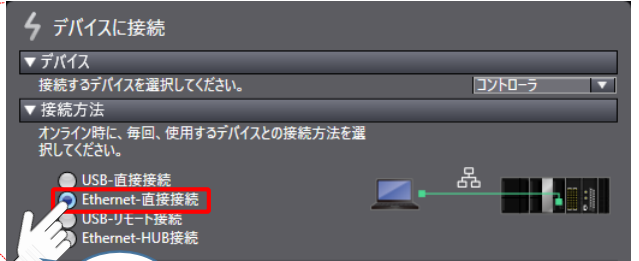 デバイスに接続
▼デバイス
接続するデバイスを選択してください。
コントローラ ▼
▼接続方法
オンライン時に、毎回、使用するデバイスとの接続方法を選
択してください。
USB-直接接続
Ethernet-直接接続
USB-リモート接続
Ethernet-HUB接続